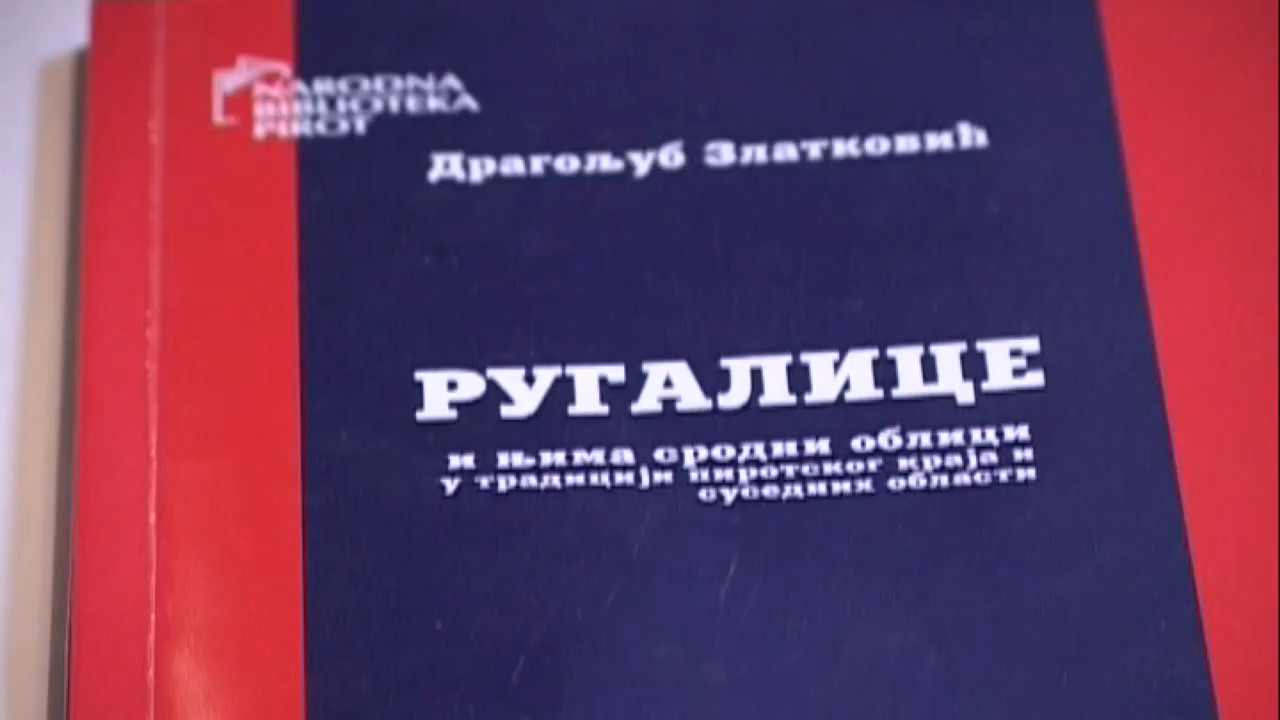 NARODNA
BIBLIOTEKA
PIROT
Драгољуб Златковић
РУГАЛИЦЕ
и њима сродни облици
у традицији пиротског краја и
суседних области